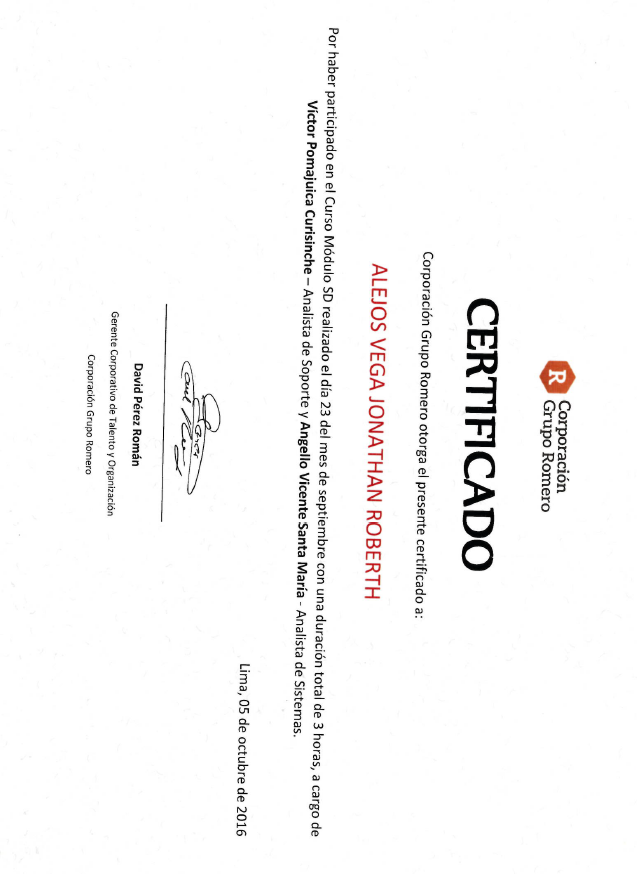 Corporación
Grupo Romero
CERTIFICADO
Corporación Grupo Romero otorga el presente certificado a:
ALEJOS VEGA JONATHAN ROBERTH
Por haber participado en el Curso Módulo SD realizado el día 23 del mes de septiembre con una duración total de 3 horas, a cargo de
Víctor Pomajuica Curisinche – Analista de Soporte y Angello Vicente Santa María - Analista de Sistemas.
Lima, 05 de octubre de 2016
David Pérez Román
Gerente Corporativo de Talento y Organización
Corporación Grupo Romero